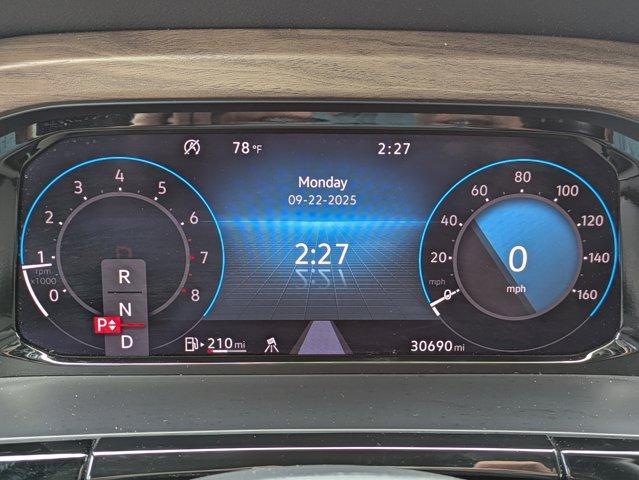 78 °F 2:27
Monday
09-22-2025
2:27
0 1 2 3 4 5 6 7 8
rpm
x1000
R
N
P
D
0 20 40 60 80 100 120 140 160
mph
0
mph
210 mi
30690 mi